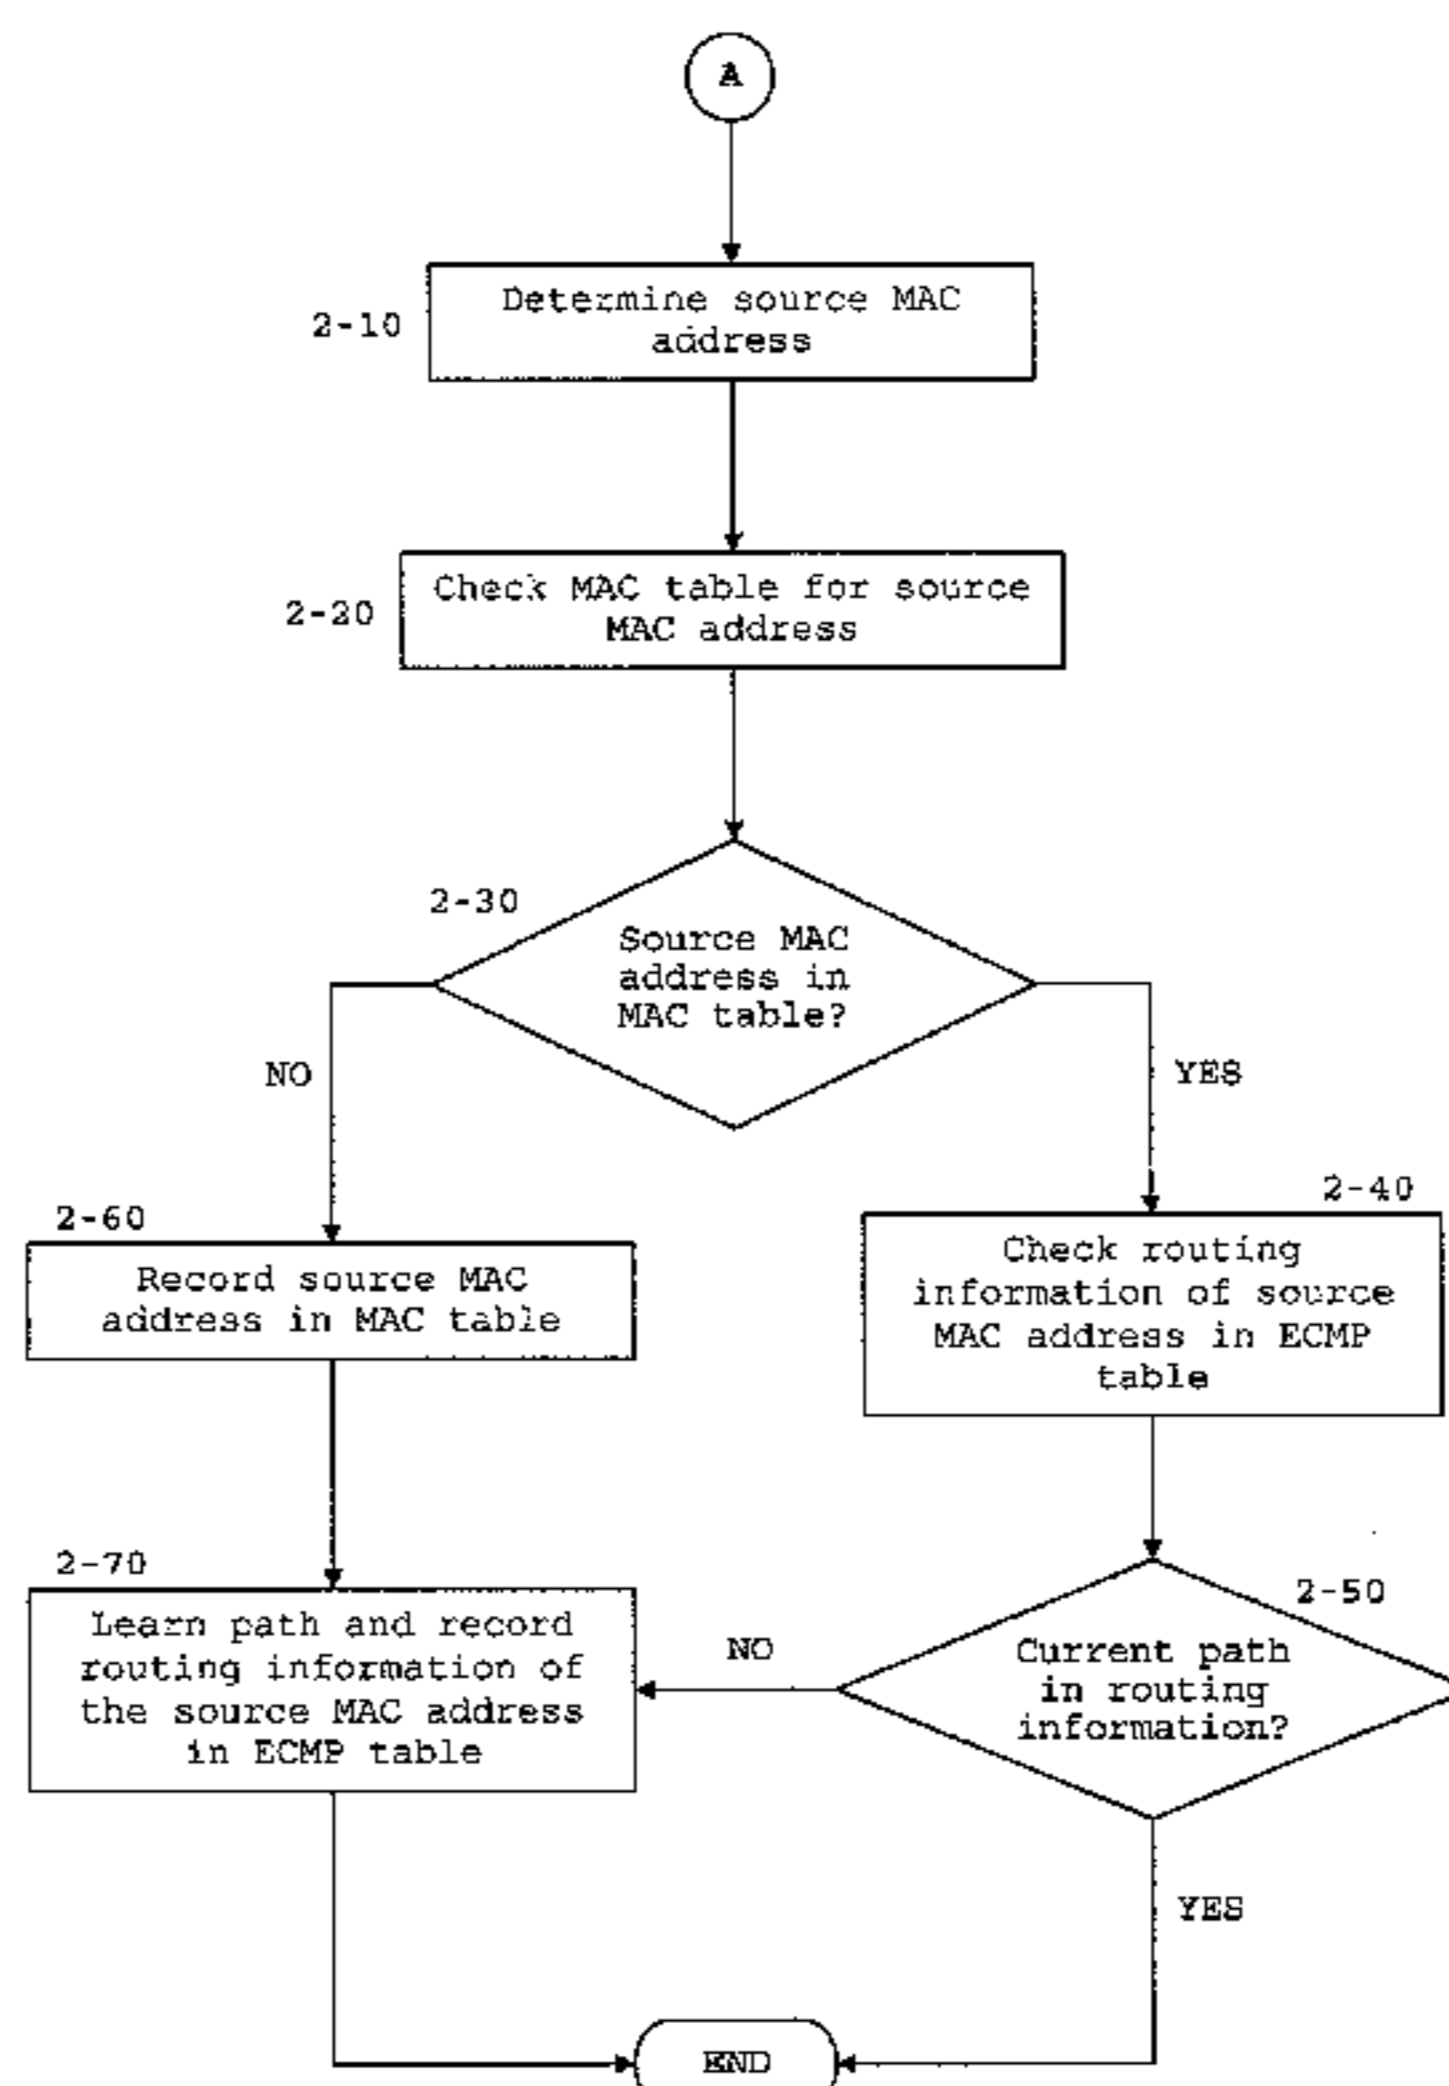 A
2-10
Determine source MAC
address
2-20
Check MAC table for source
MAC address
2-30
Source MAC
address in
MAC table?
NO
YES
2-60
Record source MAC
address in MAC table
2-40
Check routing
information of source
MAC address in ECMP
table
2-70
Learn path and record
routing information of
the source MAC address
in ECMP table
NO
2-50
Current path
in routing
information?
YES
END